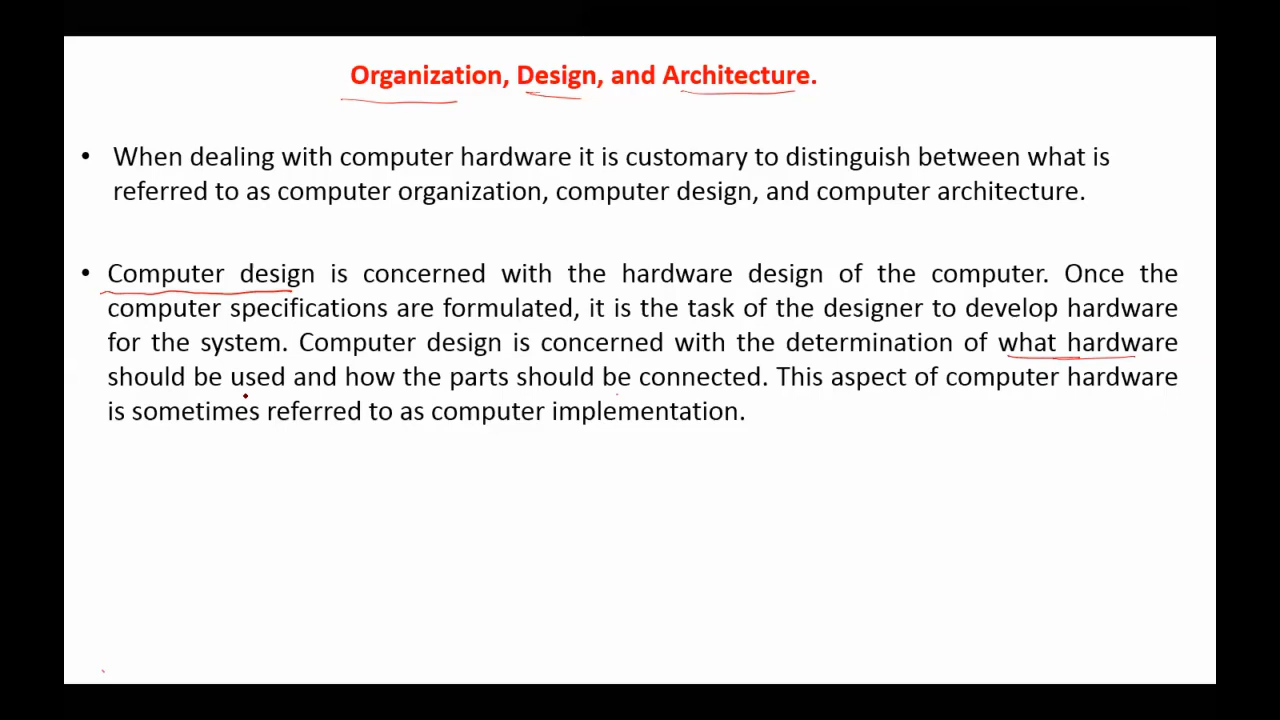 Organization, Design, and Architecture.
• When dealing with computer hardware it is customary to distinguish between what is
referred to as computer organization, computer design, and computer architecture.
• Computer design is concerned with the hardware design of the computer. Once the
computer specifications are formulated, it is the task of the designer to develop hardware
for the system. Computer design is concerned with the determination of what hardware
should be used and how the parts should be connected. This aspect of computer hardware
is sometimes referred to as computer implementation.